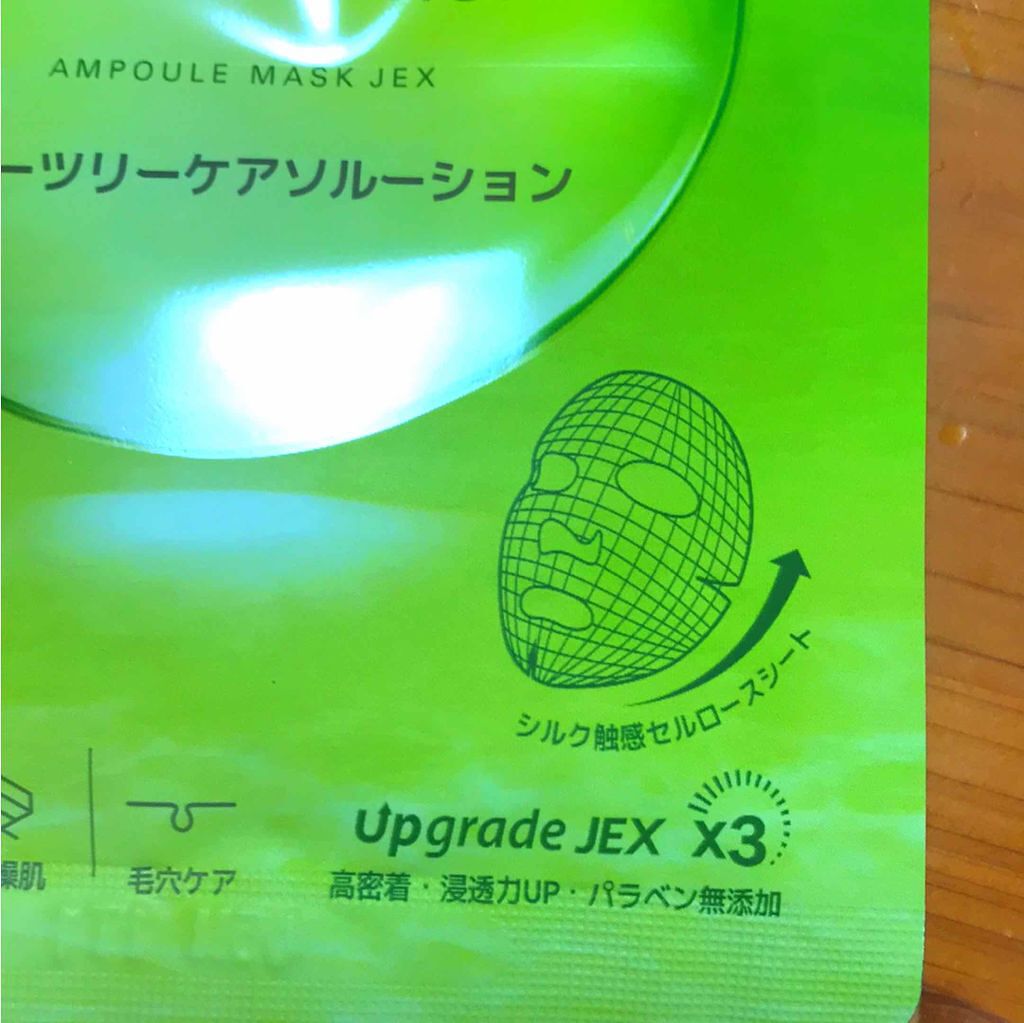 AMPOULE MASK JEX
ーツリーケアソルーション
シルク触感セルロースシート
燥肌
毛穴ケア
Upgrade JEX x3
高密着・浸透力UP・パラベン無添加